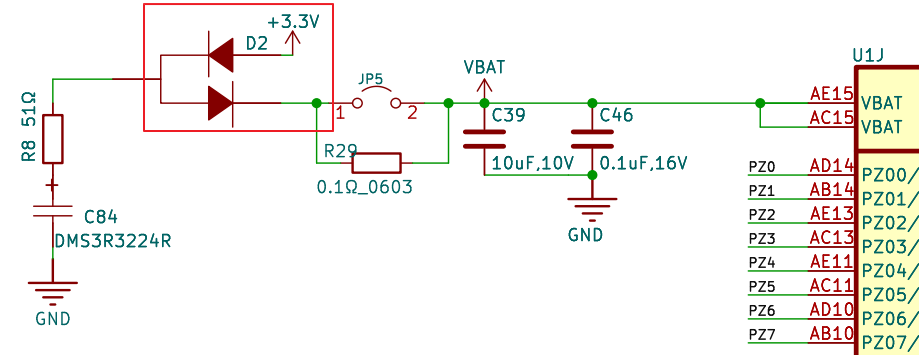 +3.3V
D2
JP5
1
2
VBAT
U1J
R8 51Ω
C39
10uF,10V
C46
0.1uF,16V
R29
0.1Ω_0603
C84
DMS3R3224R
+
GND
GND
AE15
VBAT
AC15
VBAT
PZ0
AD14
PZ00/
PZ1
AB14
PZ01/
PZ2
AE13
PZ02/
PZ3
AC13
PZ03/
PZ4
AE11
PZ04/
PZ5
AC11
PZ05/
PZ6
AD10
PZ06/
PZ7
AB10
PZ07/